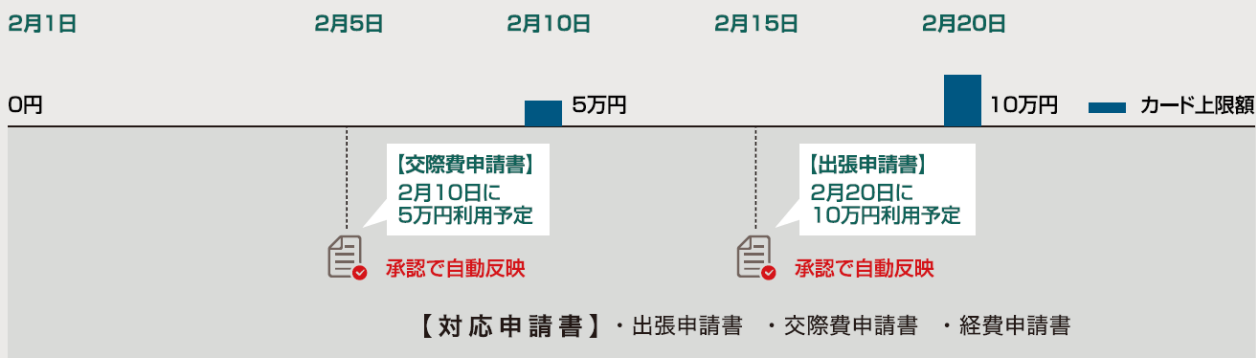 2月1日
2月5日
2月10日
2月15日
2月20日
0円
5万円
10万円
カード上限額
【交際費申請書】
2月10日に
5万円利用予定
承認で自動反映
【出張申請書】
2月20日に
10万円利用予定
承認で自動反映
【対応申請書】・出張申請書 ・交際費申請書 ・経費申請書